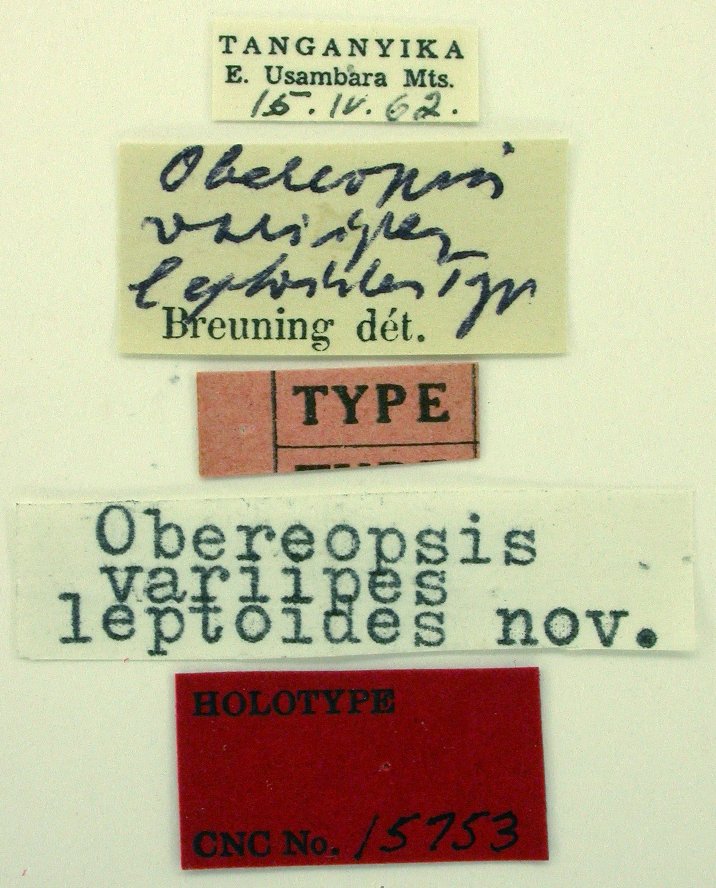 TANGANYIKA
E. Usambara Mts.
15.IV.62.
Obereopsis
variipes
leptoides Typ
Breuning dét.
TYPE
Obereopsis
variipes
leptoides nov.
HOLOTYPE
CNC No. 15753